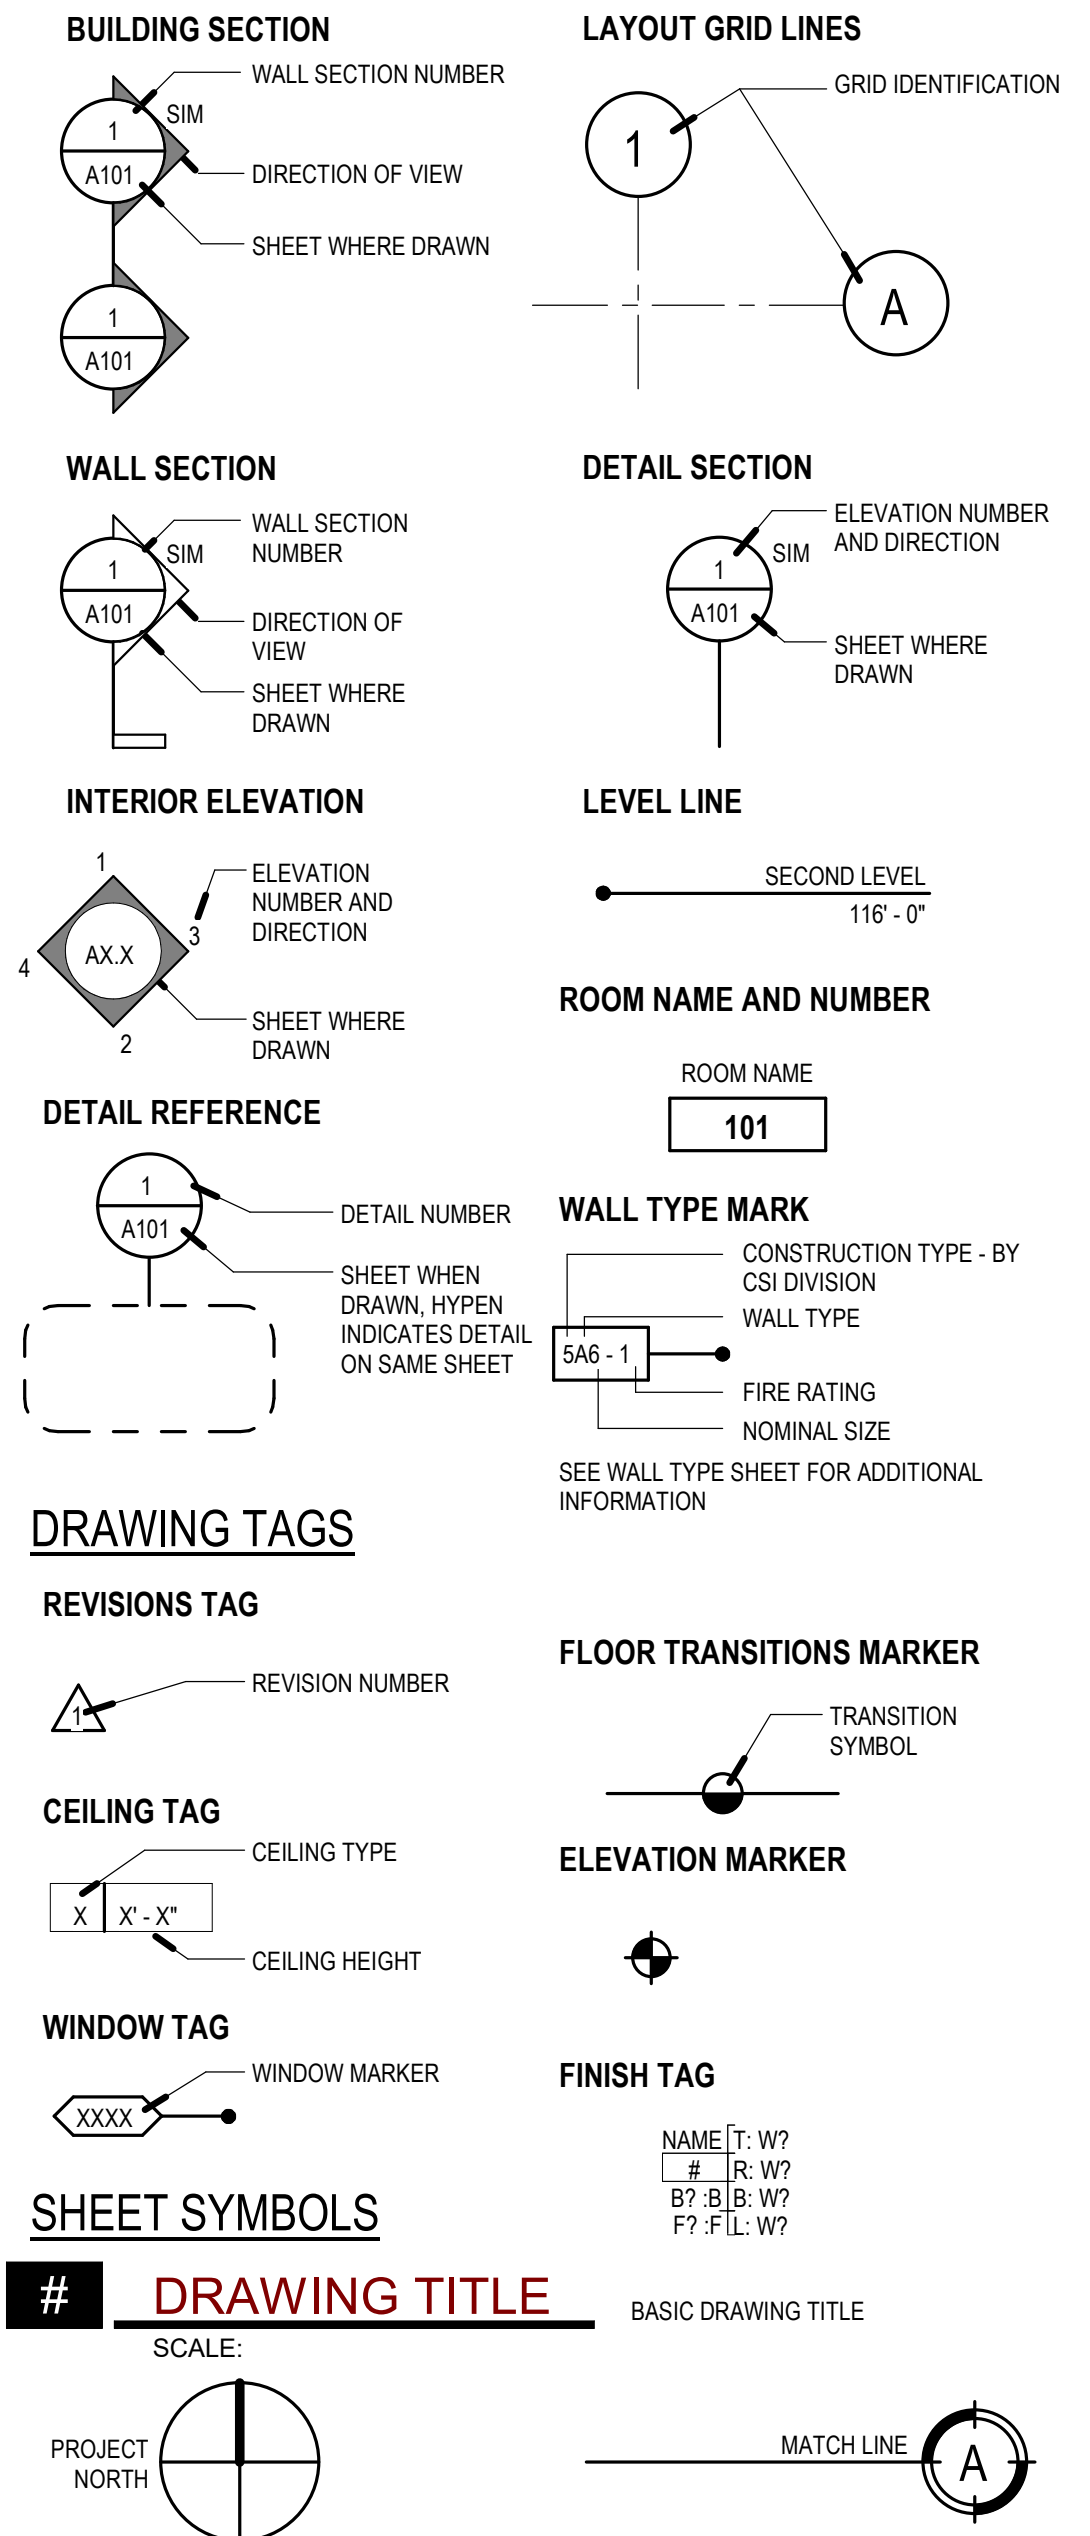 BUILDING SECTION
WALL SECTION NUMBER
SIM
1
A101
DIRECTION OF VIEW
SHEET WHERE DRAWN
1
A101
LAYOUT GRID LINES
GRID IDENTIFICATION
1
A
WALL SECTION
WALL SECTION
NUMBER
SIM
1
A101
DIRECTION OF
VIEW
SHEET WHERE
DRAWN
DETAIL SECTION
ELEVATION NUMBER
AND DIRECTION
SIM
1
A101
SHEET WHERE
DRAWN
INTERIOR ELEVATION
1
ELEVATION
NUMBER AND
DIRECTION
3
AX.X
4
2
SHEET WHERE
DRAWN
LEVEL LINE
SECOND LEVEL
116' - 0"
ROOM NAME AND NUMBER
ROOM NAME
101
DETAIL REFERENCE
1
A101
DETAIL NUMBER
SHEET WHEN
DRAWN, HYPEN
INDICATES DETAIL
ON SAME SHEET
WALL TYPE MARK
CONSTRUCTION TYPE - BY
CSI DIVISION
WALL TYPE
5A6 - 1
FIRE RATING
NOMINAL SIZE
SEE WALL TYPE SHEET FOR ADDITIONAL
INFORMATION
DRAWING TAGS
REVISIONS TAG
REVISION NUMBER
1
FLOOR TRANSITIONS MARKER
TRANSITION
SYMBOL
CEILING TAG
CEILING TYPE
X X' - X"
CEILING HEIGHT
ELEVATION MARKER
WINDOW TAG
WINDOW MARKER
XXXX
FINISH TAG
NAME T: W?
# R: W?
B? :B B: W?
F? :F L: W?
SHEET SYMBOLS
# DRAWING TITLE
BASIC DRAWING TITLE
SCALE:
PROJECT
NORTH
MATCH LINE
A